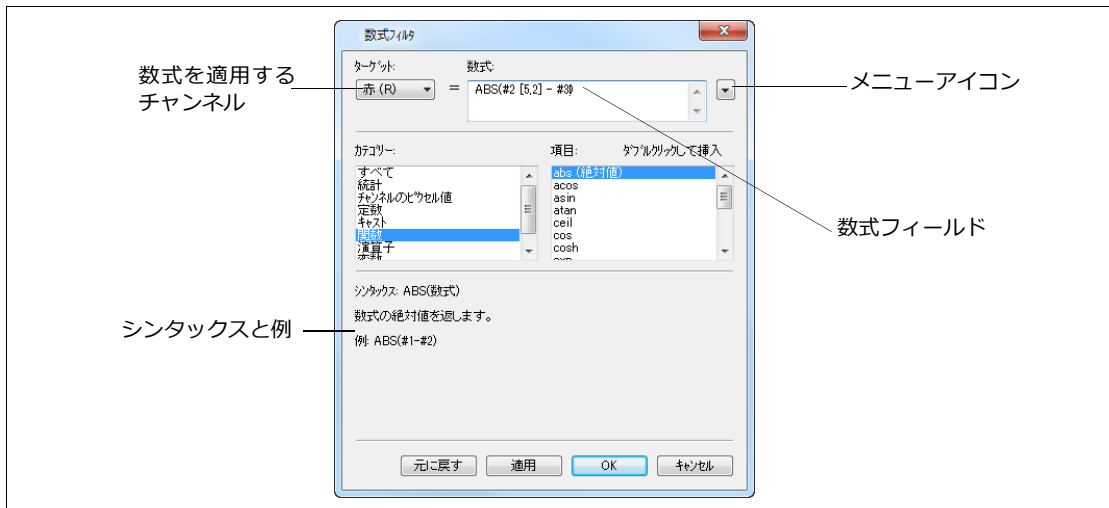 数式フィルタ
数式を適用する
チャンネル
ターゲット:
数式:
赤 (R)
=
ABS(#2 [5,2] - #3)
メニューアイコン
カテゴリー:
すべて
統計
チャンネルのピクセル値
定数
キャスト
関数
演算子
変数
項目:
ダブルクリックして挿入
abs (絶対値)
acos
asin
atan
ceil
cos
cosh
exp
数式フィールド
シンタックスと例
シンタックス: ABS(数式)
数式の絶対値を返します。
例: ABS(#1-#2)
元に戻す
適用
OK
キャンセル